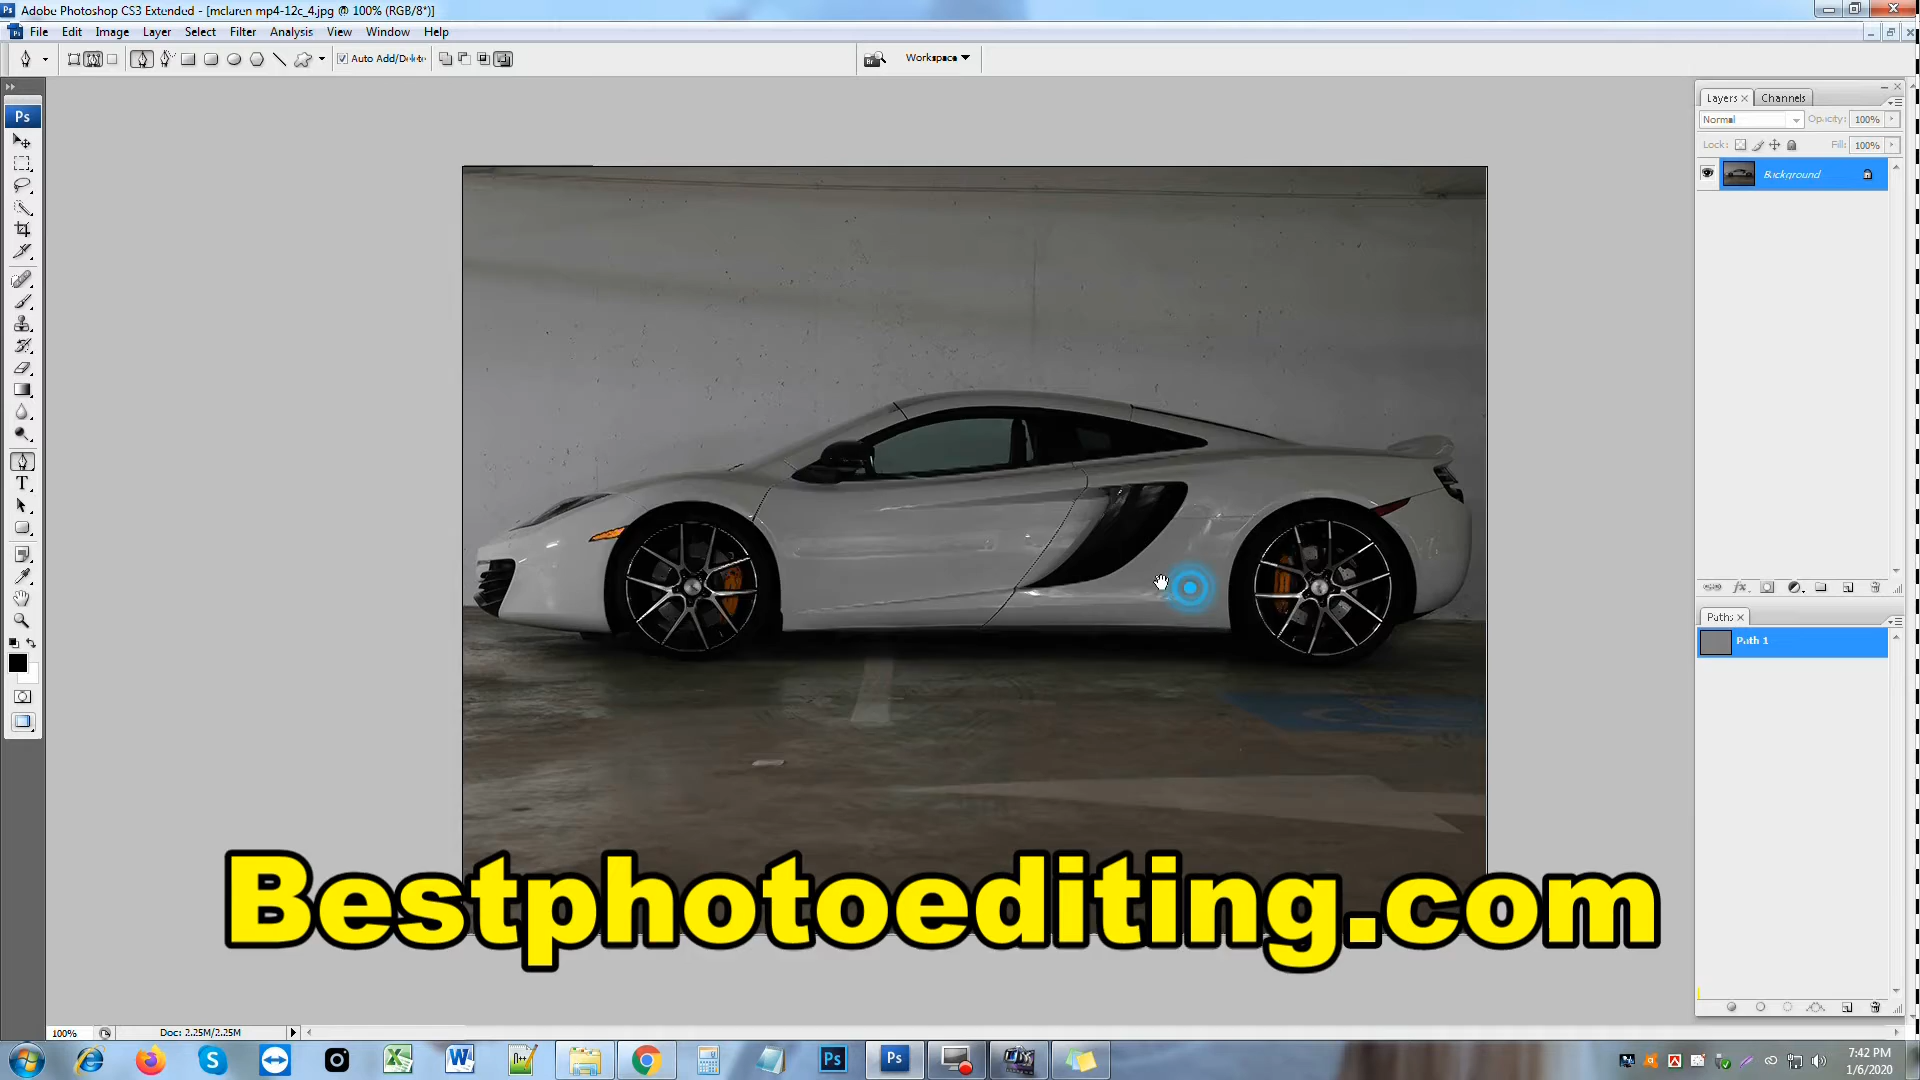 Adobe Photoshop CS3 Extended - [mclaren mp4-12c_4.jpg @ 100% (RGB/8*)]
File Edit Image Layer Select Filter Analysis View Window Help
Auto Add/Delete
Br
Workspace
Ps
Layers Channels
Normal Opacity: 100%
Lock: Fill: 100%
Background
Paths
Path 1
T
Bestphotoediting.com
100% Doc: 2.25M/2.25M
7:42 PM
1/6/2020